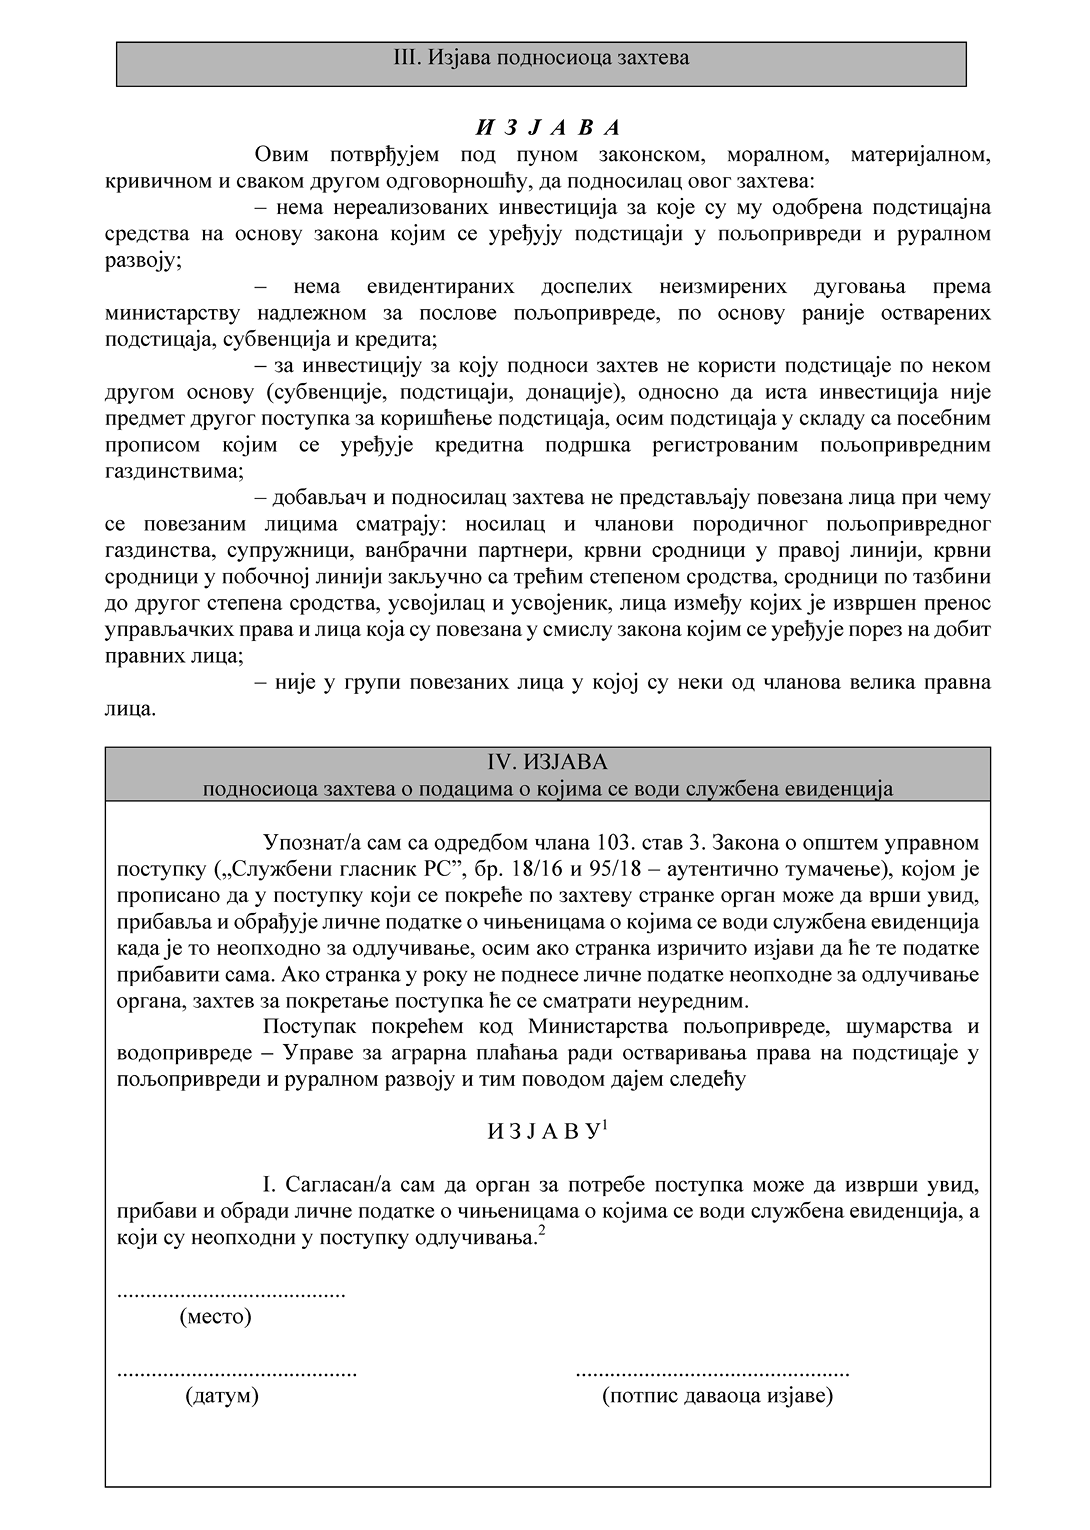 III. Изјава подносиоца захтева
И З Ј А В А
Овим потврђујем под пуном законском, моралном, материјалном,
кривичном и сваком другом одговорношћу, да подносилац овог захтева:
– нема нереализованих инвестиција за које су му одобрена подстицајна
средства на основу закона којим се уређују подстицаји у пољопривреди и руралном
развоју;
– нема евидентираних доспелих неизмирених дуговања према
министарству надлежном за послове пољопривреде, по основу раније остварених
подстицаја, субвенција и кредита;
– за инвестицију за коју подноси захтев не користи подстицаје по неком
другом основу (субвенције, подстицаји, донације), односно да иста инвестиција није
предмет другог поступка за коришћење подстицаја, осим подстицаја у складу са посебним
прописом којим се уређује кредитна подршка регистрованим пољопривредним
газдинствима;
– добављач и подносилац захтева не представљају повезана лица при чему
се повезаним лицима сматрају: носилац и чланови породичног пољопривредног
газдинства, супружници, ванбрачни партнери, крвни сродници у правој линији, крвни
сродници у побочној линији закључно са трећим степеном сродства, сродници по тазбини
до другог степена сродства, усвојилац и усвојеник, лица између којих је извршен пренос
управљачких права и лица која су повезана у смислу закона којим се уређује порез на добит
правних лица;
– није у групи повезаних лица у којој су неки од чланова велика правна
лица.
IV. ИЗЈАВА
подносиоца захтева о подацима о којима се води службена евиденција
Упознат/а сам са одредбом члана 103. став 3. Закона о општем управном
поступку („Службени гласник РС”, бр. 18/16 и 95/18 – аутентично тумачење), којом је
прописано да у поступку који се покреће по захтеву странке орган може да врши увид,
прибавља и обрађује личне податке о чињеницама о којима се води службена евиденција
када је то неопходно за одлучивање, осим ако странка изричито изјави да ће те податке
прибавити сама. Ако странка у року не поднесе личне податке неопходне за одлучивање
органа, захтев за покретање поступка ће се сматрати неуредним.
Поступак покрећем код Министарства пољопривреде, шумарства и
водопривреде – Управе за аграрна плаћања ради остваривања права на подстицаје у
пољопривреди и руралном развоју и тим поводом дајем следећу
И З Ј А В У1
I. Сагласан/а сам да орган за потребе поступка може да изврши увид,
прибави и обради личне податке о чињеницама о којима се води службена евиденција, а
који су неопходни у поступку одлучивања.2
........................................
(место)
.......................................... ................................................
(датум) (потпис даваоца изјаве)